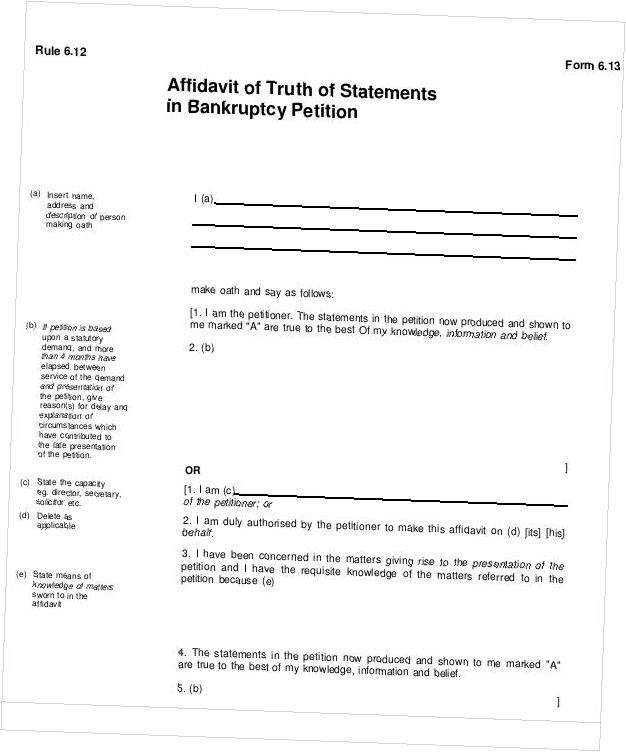 Rule 6.12
Form 6.13
Affidavit of Truth of Statements
in Bankruptcy Petition
(a) Insert name,
address and
description of person
making oath
I (a)
make oath and say as follows:
[1. I am the petitioner. The statements in the petition now produced and shown to
me marked "A" are true to the best Of my knowledge, information and belief.
2. (b)
(b) If petition is based
upon a statutory
demand, and more
than 4 months have
elapsed between
service of the demand
and presentation of
the petition, give
reason(s) for delay and
explanation of
circumstances which
have contributed to
the late presentation
of the petition.
]
OR
(c) State the capacity
eg. director, secretary,
solicitor etc.
[1. I am (c)
of the petitioner; or
(d) Delete as
applicable
2. I am duly authorised by the petitioner to make this affidavit on (d) [its] [his]
behalf.
3. I have been concerned in the matters giving rise to the presentation of the
petition and I have the requisite knowledge of the matters referred to in the
petition because (e)
(e) State means of
knowledge of matters
sworn to in the
affidavit
4. The statements in the petition now produced and shown to me marked "A"
are true to the best of my knowledge, information and belief.
5. (b)
]